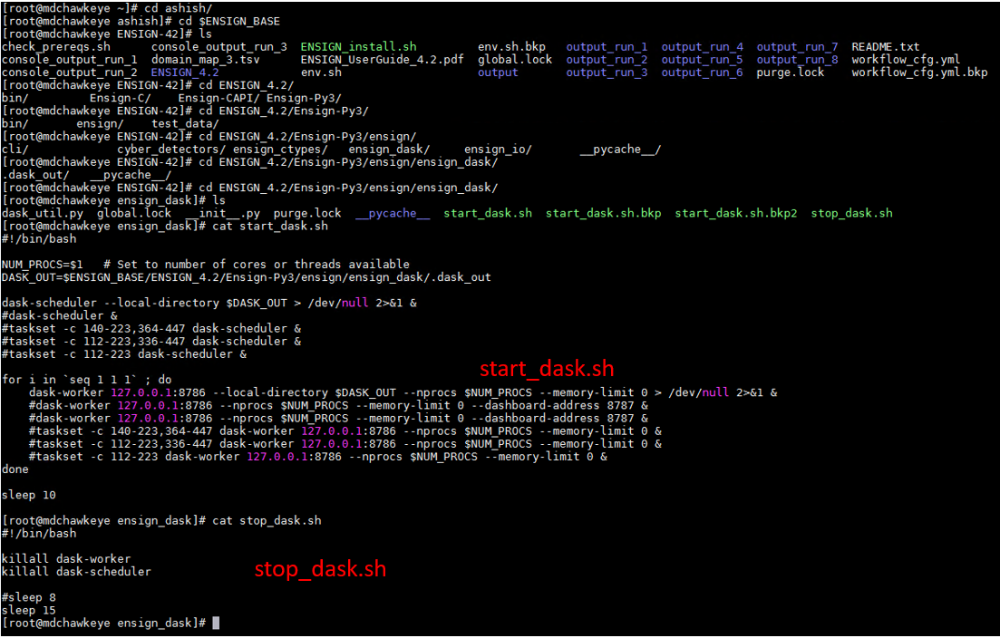 [root@mdchawkeye ~]# cd ashish/
[root@mdchawkeye ashish]# cd $ENSIGN_BASE
[root@mdchawkeye ENSIGN-42]# ls
check_prereqs.sh      console_output_run_3  ENSIGN_install.sh         env.sh.bkp   output_run_1  output_run_4  output_run_7  README.txt
console_output_run_1  domain_map_3.tsv      ENSIGN_UserGuide_4.2.pdf  global.lock  output_run_2  output_run_5  output_run_8  workflow_cfg.yml
console_output_run_2  ENSIGN_4.2            env.sh                    output       output_run_3  output_run_6  purge.lock    workflow_cfg.yml.bkp
[root@mdchawkeye ENSIGN-42]# cd ENSIGN_4.2/
bin/         Ensign-C/    Ensign-CAPI/ Ensign-Py3/
[root@mdchawkeye ENSIGN-42]# cd ENSIGN_4.2/Ensign-Py3/
bin/       ensign/    test_data/
[root@mdchawkeye ENSIGN-42]# cd ENSIGN_4.2/Ensign-Py3/ensign/
cli/             cyber_detectors/ ensign_ctypes/   ensign_dask/     ensign_io/       __pycache__/
[root@mdchawkeye ENSIGN-42]# cd ENSIGN_4.2/Ensign-Py3/ensign/ensign_dask/
.dask_out/   __pycache__/
[root@mdchawkeye ENSIGN-42]# cd ENSIGN_4.2/Ensign-Py3/ensign/ensign_dask/
[root@mdchawkeye ensign_dask]# ls
dask_util.py  global.lock  __init__.py  purge.lock  __pycache__  start_dask.sh  start_dask.sh.bkp  start_dask.sh.bkp2  stop_dask.sh
[root@mdchawkeye ensign_dask]# cat start_dask.sh
#!/bin/bash

NUM_PROCS=$1   # Set to number of cores or threads available
DASK_OUT=$ENSIGN_BASE/ENSIGN_4.2/Ensign-Py3/ensign/ensign_dask/.dask_out

dask-scheduler --local-directory $DASK_OUT > /dev/null 2>&1 &
#dask-scheduler &
#taskset -c 140-223,364-447 dask-scheduler &
#taskset -c 112-223,336-447 dask-scheduler &
#taskset -c 112-223 dask-scheduler &
start_dask.sh
for i in `seq 1 1 1` ; do
    dask-worker 127.0.0.1:8786 --local-directory $DASK_OUT --nprocs $NUM_PROCS --memory-limit 0 > /dev/null 2>&1 &
    #dask-worker 127.0.0.1:8786 --nprocs $NUM_PROCS --memory-limit 0 --dashboard-address 8787 &
    #dask-worker 127.0.0.1:8786 --nprocs $NUM_PROCS --memory-limit 0 --dashboard-address 8787 &
    #taskset -c 140-223,364-447 dask-worker 127.0.0.1:8786 --nprocs $NUM_PROCS --memory-limit 0 &
    #taskset -c 112-223,336-447 dask-worker 127.0.0.1:8786 --nprocs $NUM_PROCS --memory-limit 0 &
    #taskset -c 112-223 dask-worker 127.0.0.1:8786 --nprocs $NUM_PROCS --memory-limit 0 &
done

sleep 10

[root@mdchawkeye ensign_dask]# cat stop_dask.sh
#!/bin/bash

killall dask-worker
killall dask-scheduler
stop_dask.sh

#sleep 8
sleep 15
[root@mdchawkeye ensign_dask]#